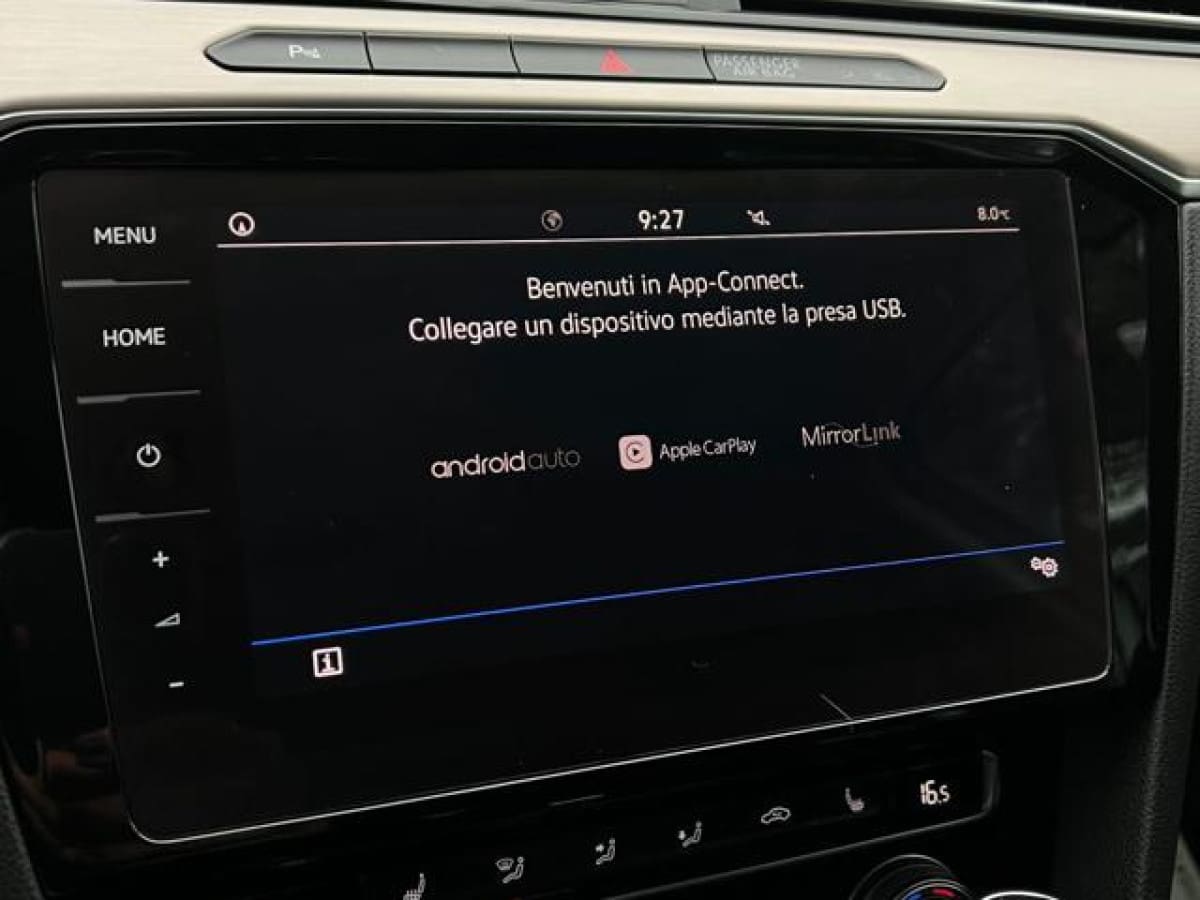 P
PASSENGER
AIR BAG
MENU
9:27
8.0°C
Benvenuti in App-Connect.
Collegare un dispositivo mediante la presa USB.
HOME
androidauto
Apple CarPlay
MirrorLink
+
-
i
16.5